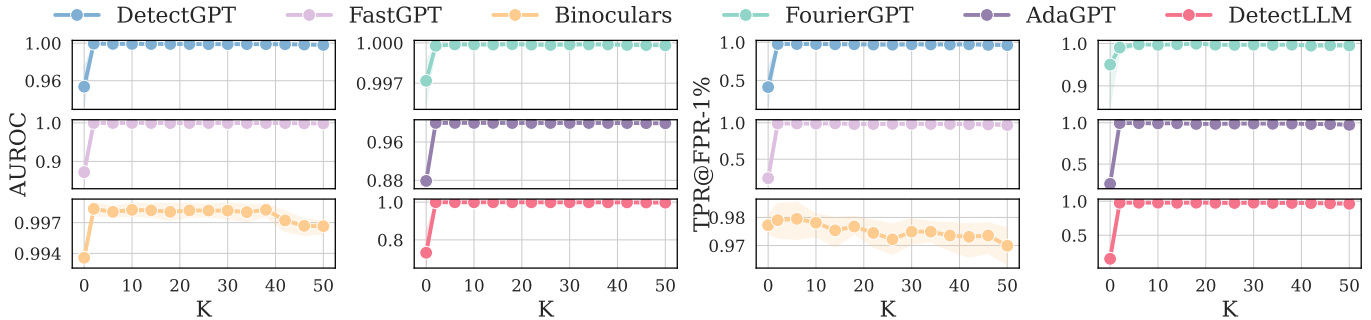 DetectGPT FastGPT Binoculars FourierGPT AdaGPT DetectLLM
1.00 1.000 1.0 1.0
0.96 0.997 0.5 0.9
AUROC
TPR@FPR-1%
1.0 0.96 1.0 1.0
0.9 0.88 0.5 0.5
0.997 1.0 0.98 1.0
0.994 0.8 0.97 0.5
0 10 20 30 40 50 0 10 20 30 40 50 0 10 20 30 40 50 0 10 20 30 40 50
K K K K